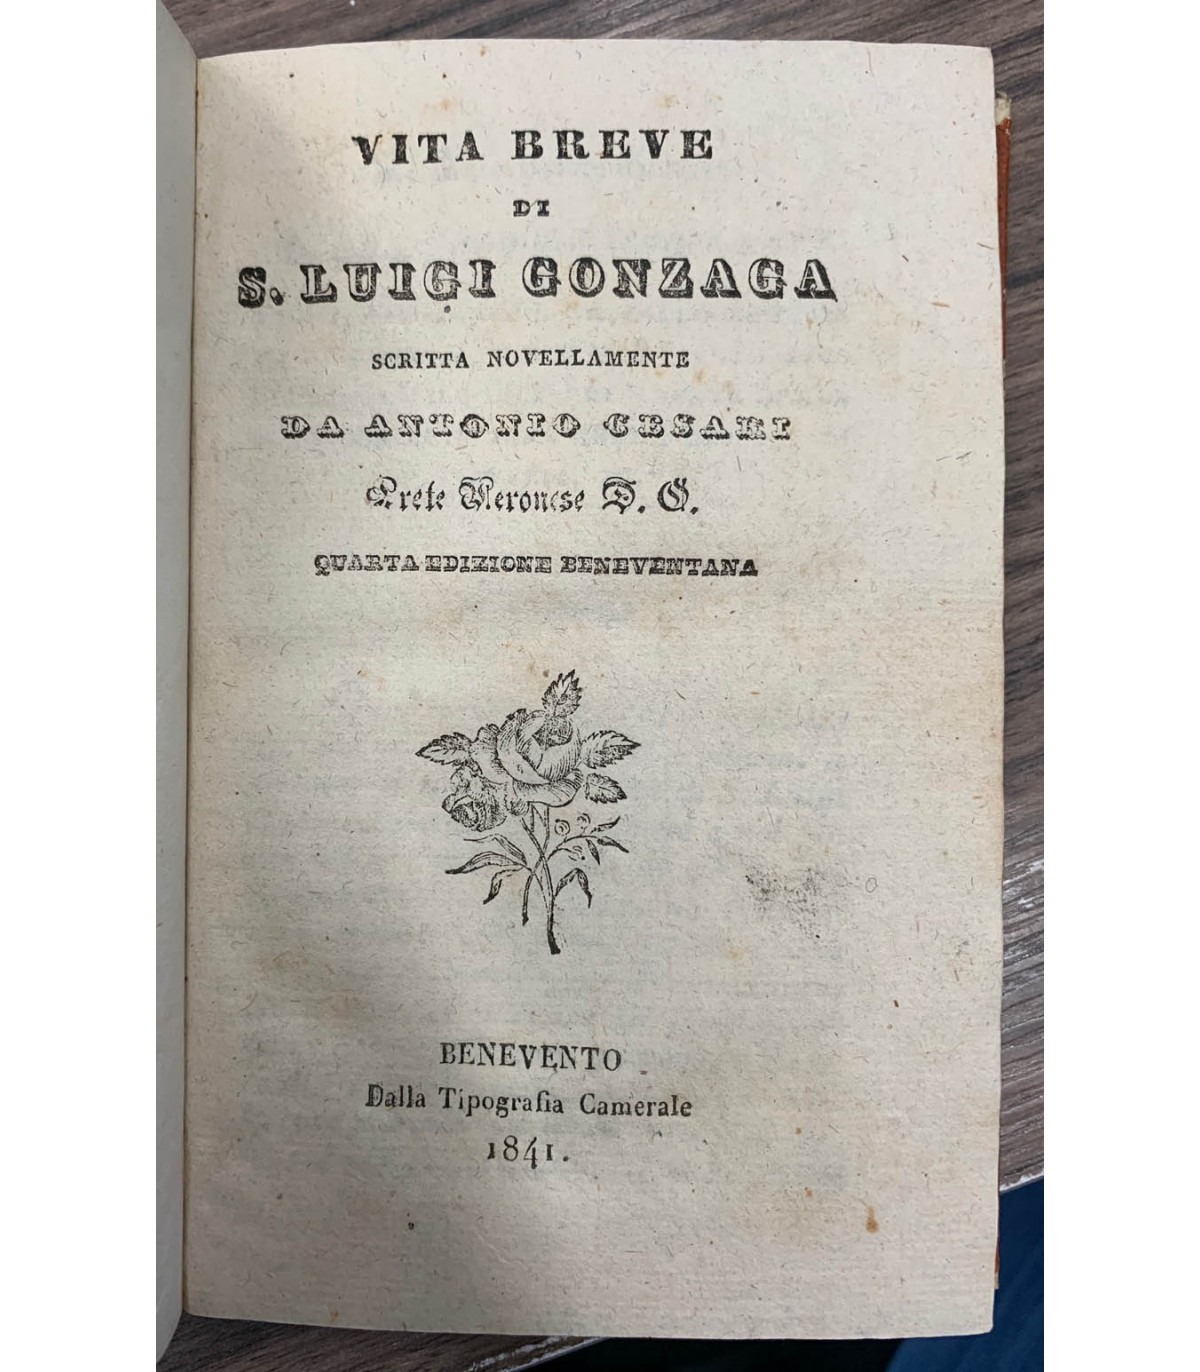 VITA BREVE
DI
S. LUIGI GONZAGA
SCRITTA NOVELLAMENTE
DA ANTONIO CESARI
Prete Veronese D. G.
QUARTA EDIZIONE BENEVENTANA
BENEVENTO
Dalla Tipografia Camerale
1841.